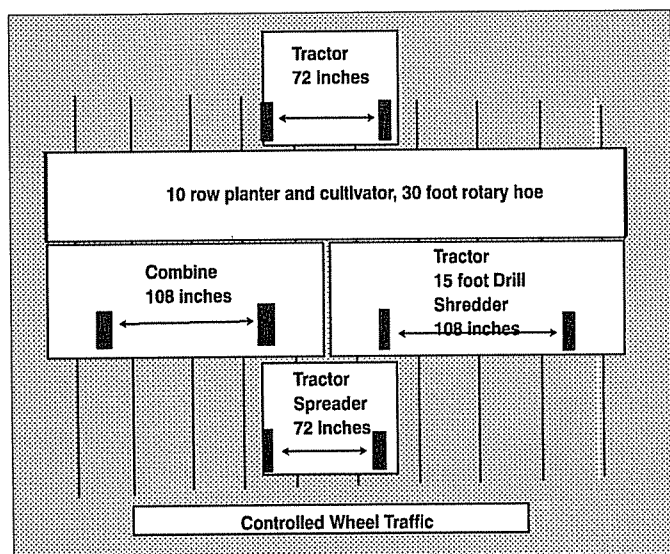 Tractor
72 inches
10 row planter and cultivator, 30 foot rotary hoe
Combine
108 inches
Tractor
15 foot Drill
Shredder
108 inches
Tractor
Spreader
72 inches
Controlled Wheel Traffic